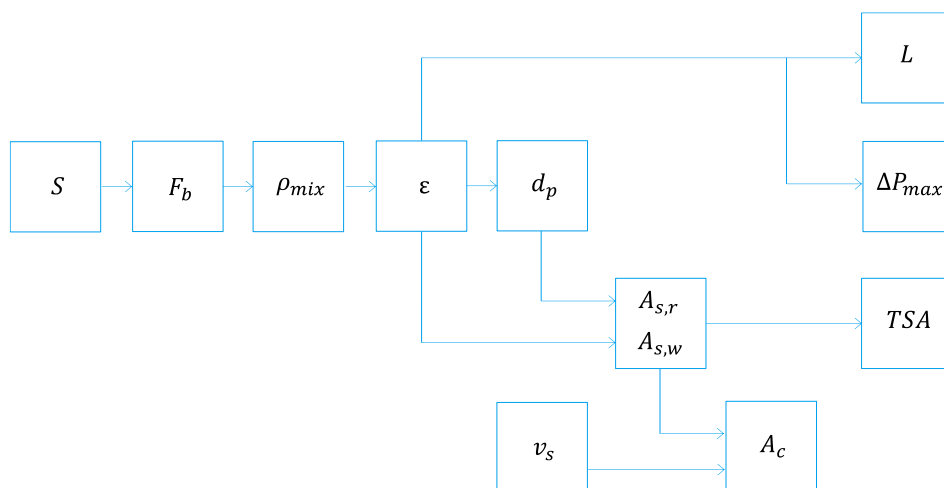 L
S
F_b
ρ_mix
ε
d_p
ΔP_max
A_s,r
A_s,w
TSA
v_s
A_c